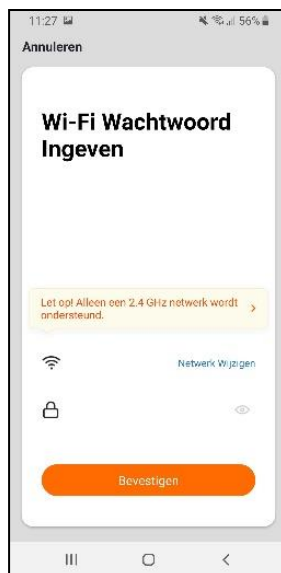 11:27 56%
Annuleren
Wi-Fi Wachtwoord
Ingeven
Let op! Alleen een 2.4 GHz netwerk wordt
ondersteund.
Netwerk Wijzigen
Bevestigen